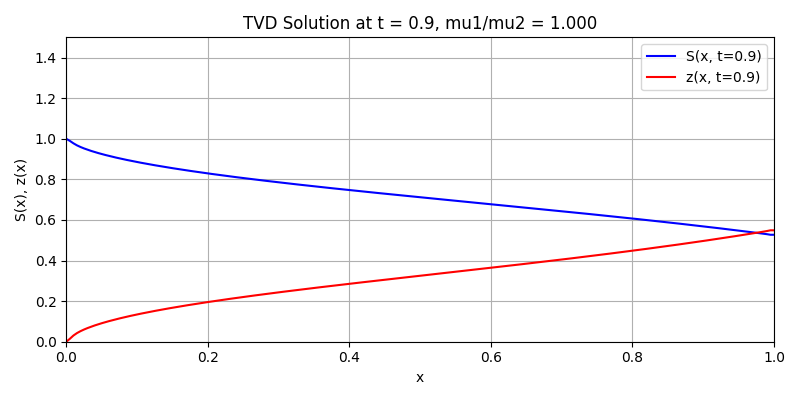 TVD Solution at t = 0.9, mu1/mu2 = 1.000
S(x, t=0.9)
z(x, t=0.9)
S(x), z(x)
1.4
1.2
1.0
0.8
0.6
0.4
0.2
0.0
0.0 0.2 0.4 0.6 0.8 1.0
x